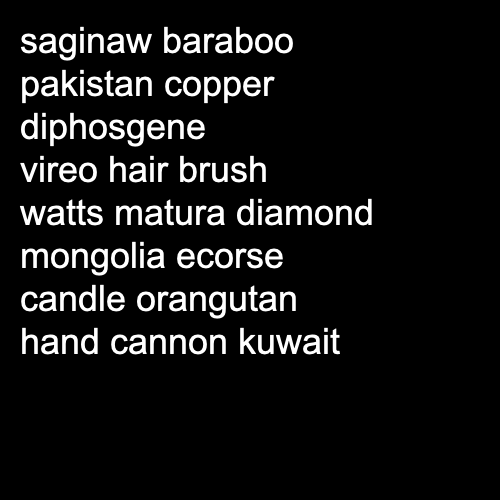 saginaw baraboo
pakistan copper
diphosgene
vireo hair brush
watts matura diamond
mongolia ecorse
candle orangutan
hand cannon kuwait